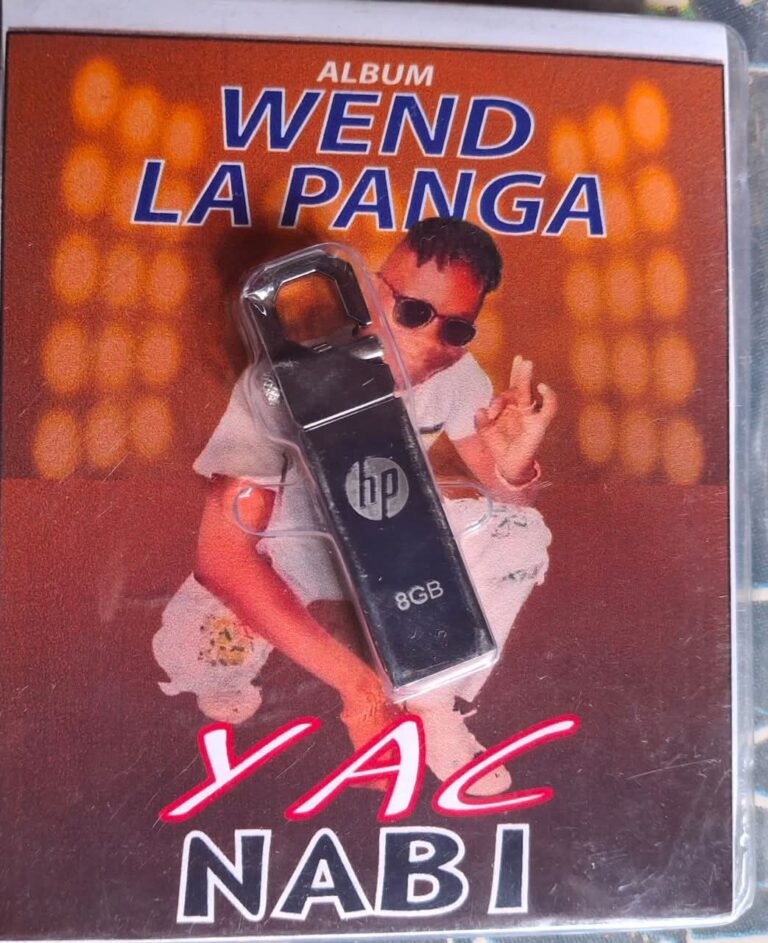 ALBUM
WEND
LA PANGA
hp
8GB
YAC
NABI